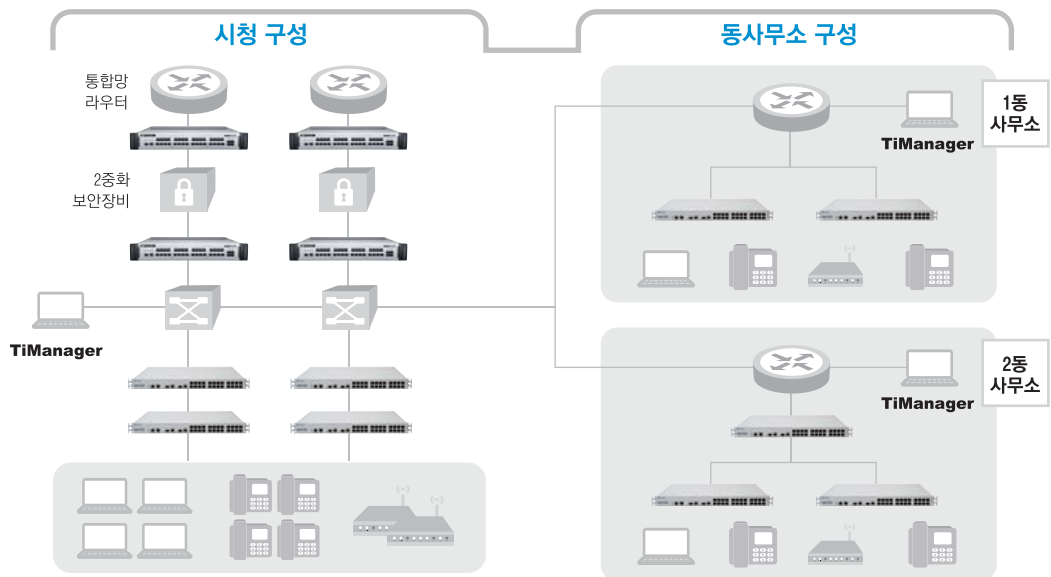 시청 구성
동사무소 구성
통합망
라우터
2중화
보안장비
TiManager
TiManager
1동
사무소
TiManager
2동
사무소